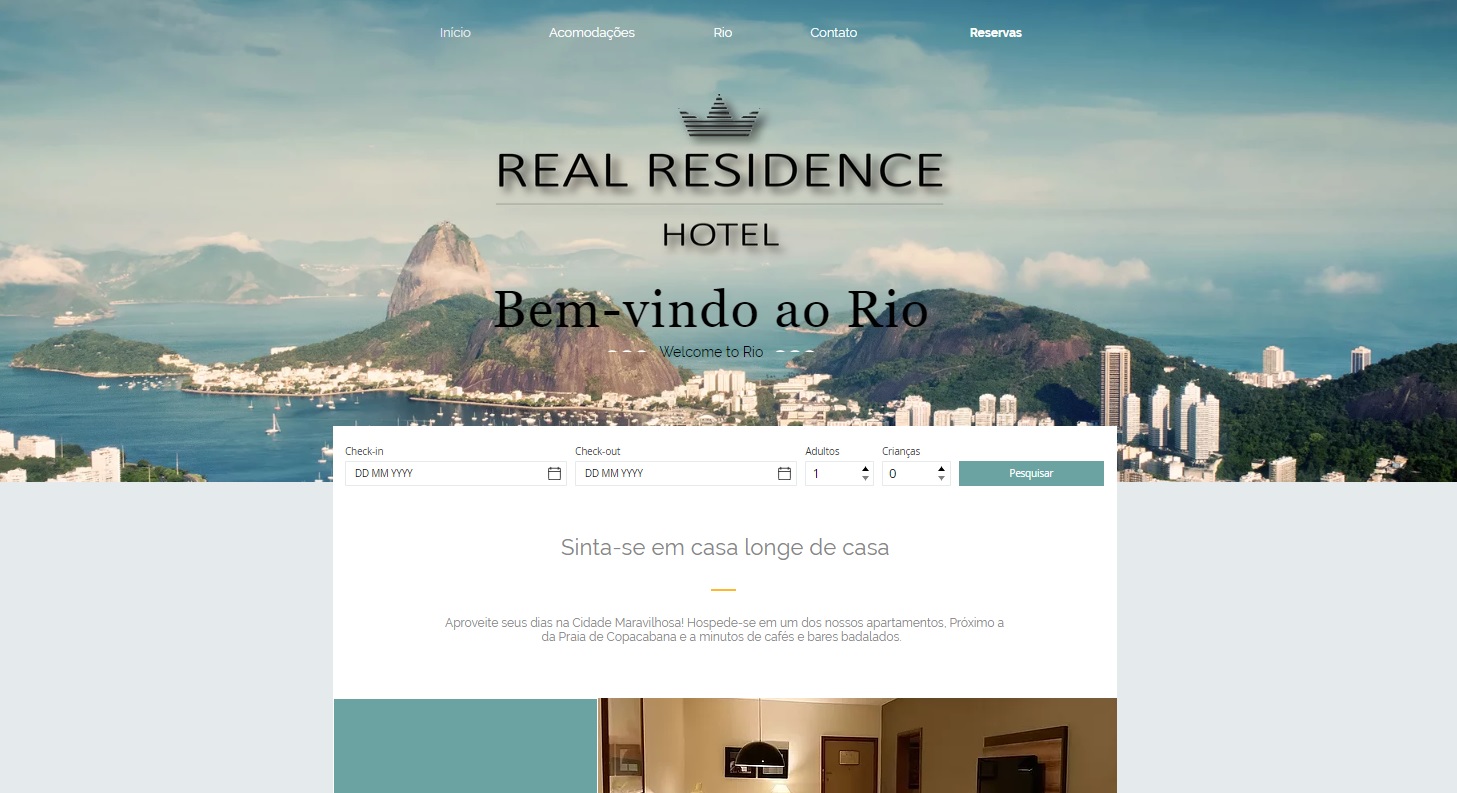 Início
Acomodações
Rio
Contato
Reservas
REAL RESIDENCE
HOTEL
Bem-vindo ao Rio
Welcome to Rio
Check-in
Check-out
Adultos
Crianças
DD MM YYYY
DD MM YYYY
1
0
Pesquisar
Sinta-se em casa longe de casa
Aproveite seus dias na Cidade Maravilhosa! Hospede-se em um dos nossos apartamentos, Próximo a
da Praia de Copacabana e a minutos de cafés e bares badalados.